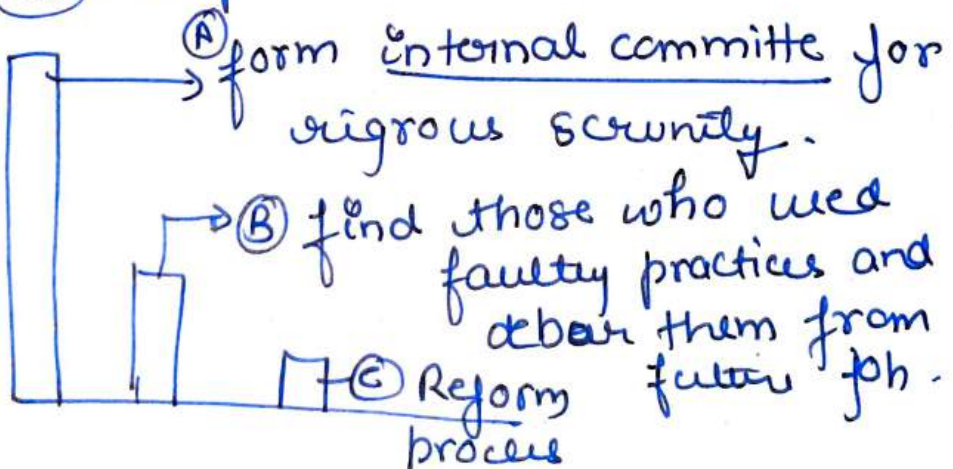 Ⓐ form internal committe for
rigrous scrunity.
Ⓑ find those who used
faulty practices and
debar them from
future job.
Ⓒ Reform
process